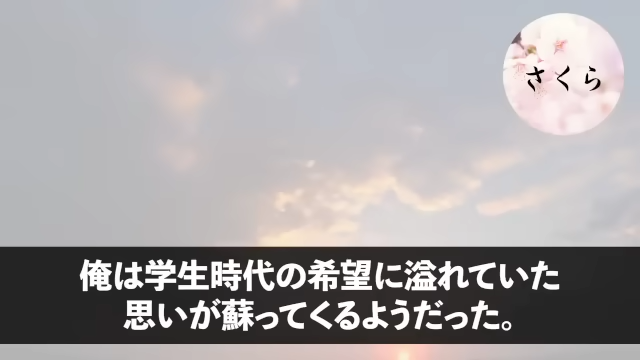 さくら
俺は学生時代の希望に溢れていた
思いが蘇ってくるようだった。